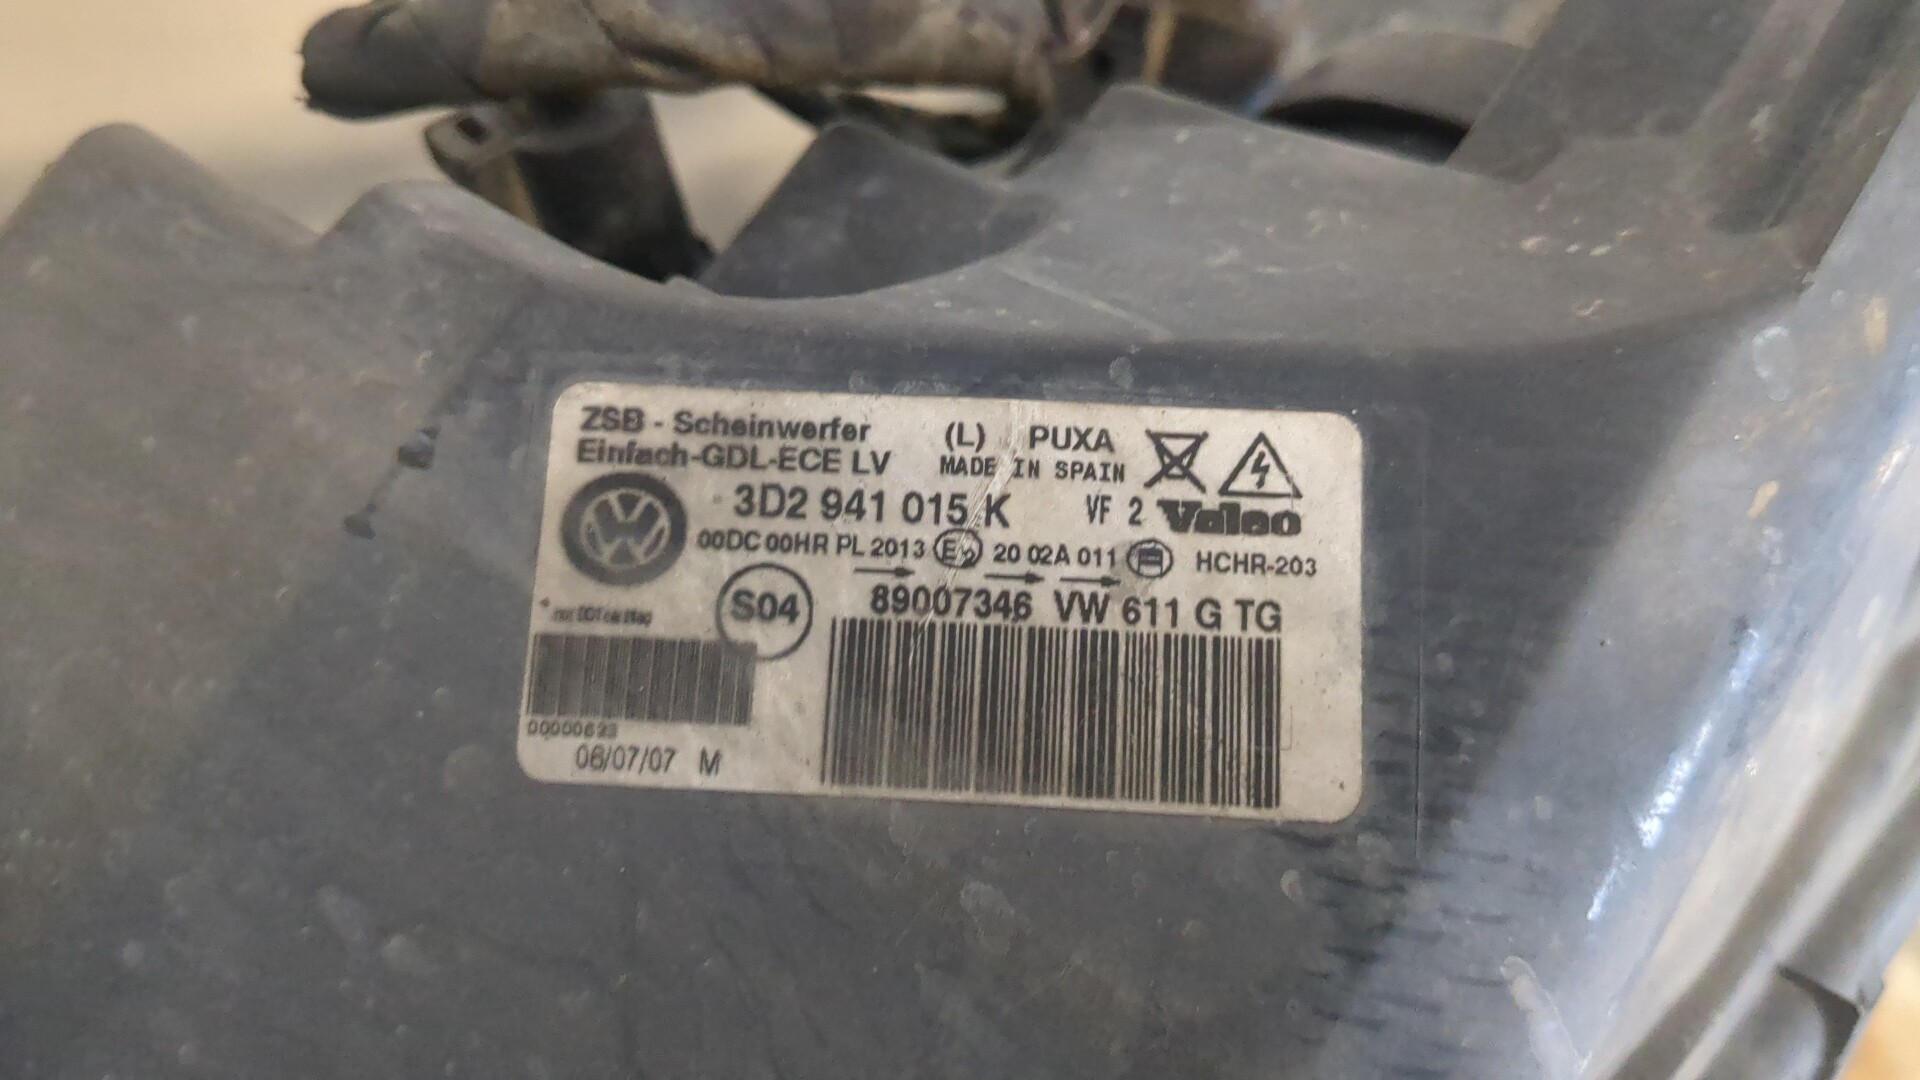 ZSB - Scheinwerfer (L) PUXA
Einfach-GDL-ECE LV MADE IN SPAIN
3D2 941 015 K VF 2 Valeo
00DC 00HR PL 2013 20 02A 011 HCHR-203
S04 89007346 VW 611 G TG
00000623
06/07/07 M